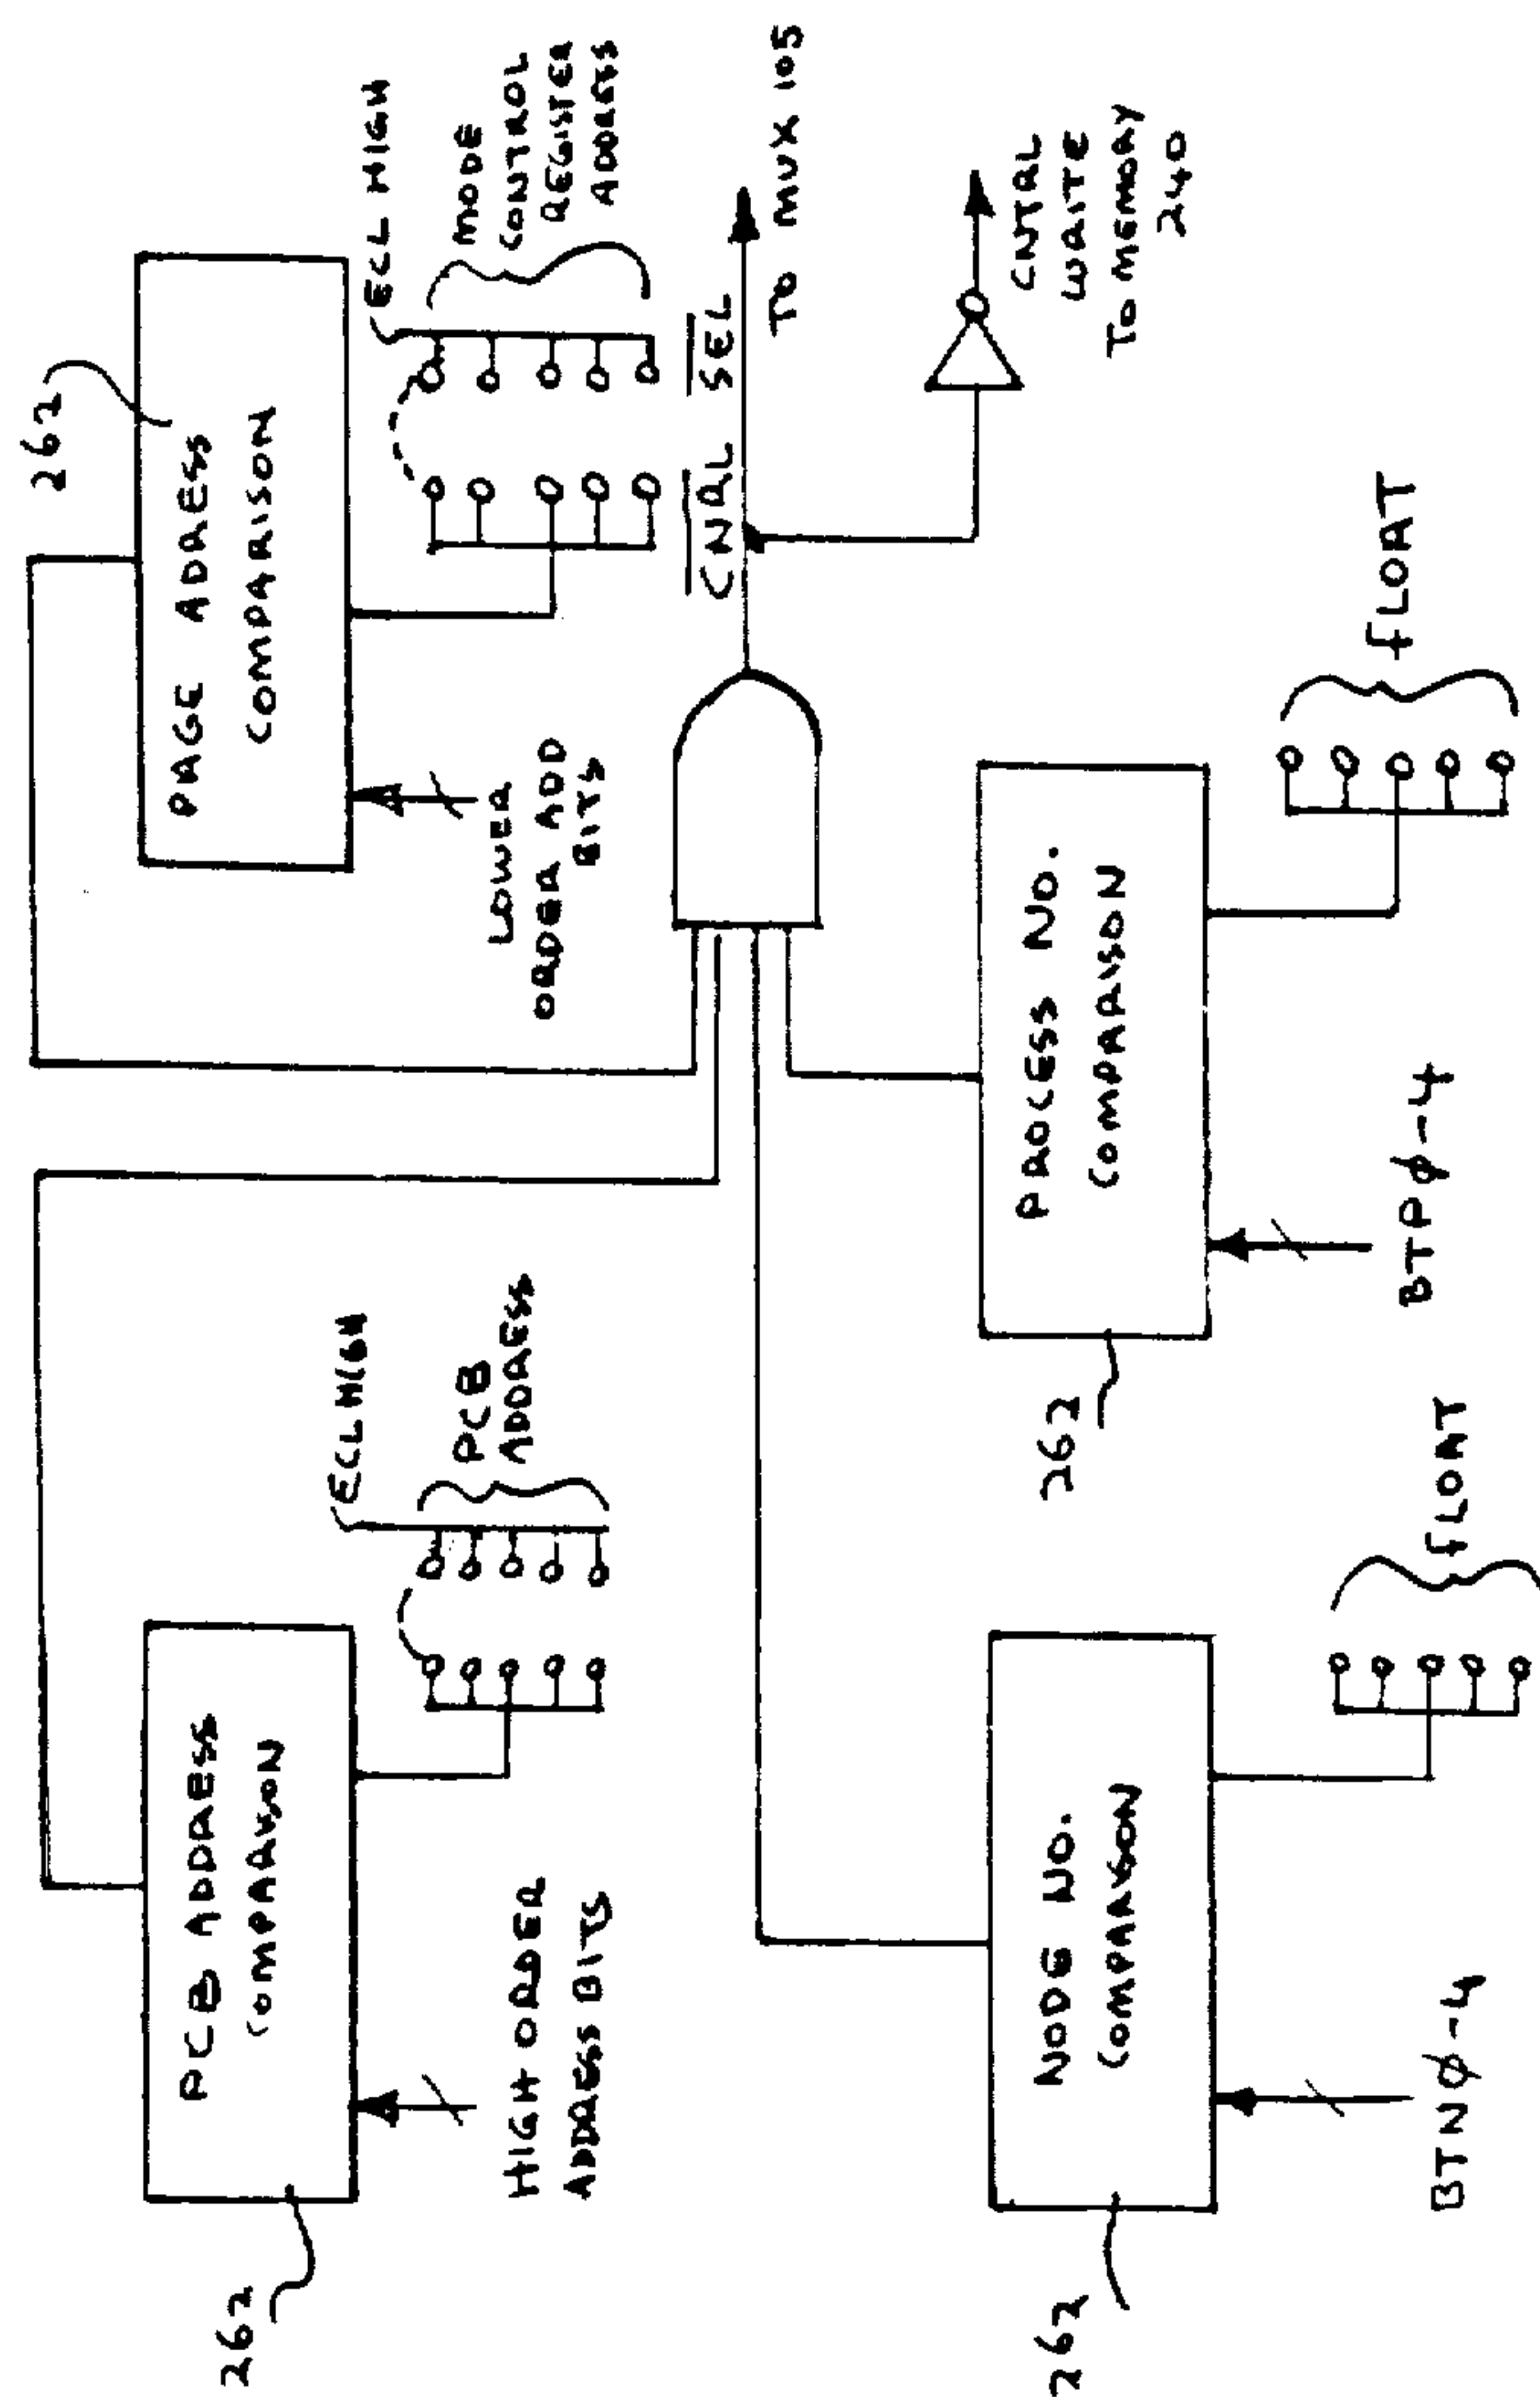 262
PCB ADDRESS
COMPARISON
HIGH ORDER
ADDRESS BITS
ECL HIGH
PCB
ADDRESS
262
PAGE ADRESS
COMPARISON
LOWER
ORDER ADD
BITS
ECL HIGH
MODE
CONTROL
REGISTER
ADDRESS
CNRL SEL
TO MUX 105
CNTRL
WRITE
TO MEMORY
240
262
NODE NO.
COMPARISON
BTNφ-4
FLOAT
262
PROCESS NO.
COMPARISON
BTPφ-4
FLOAT